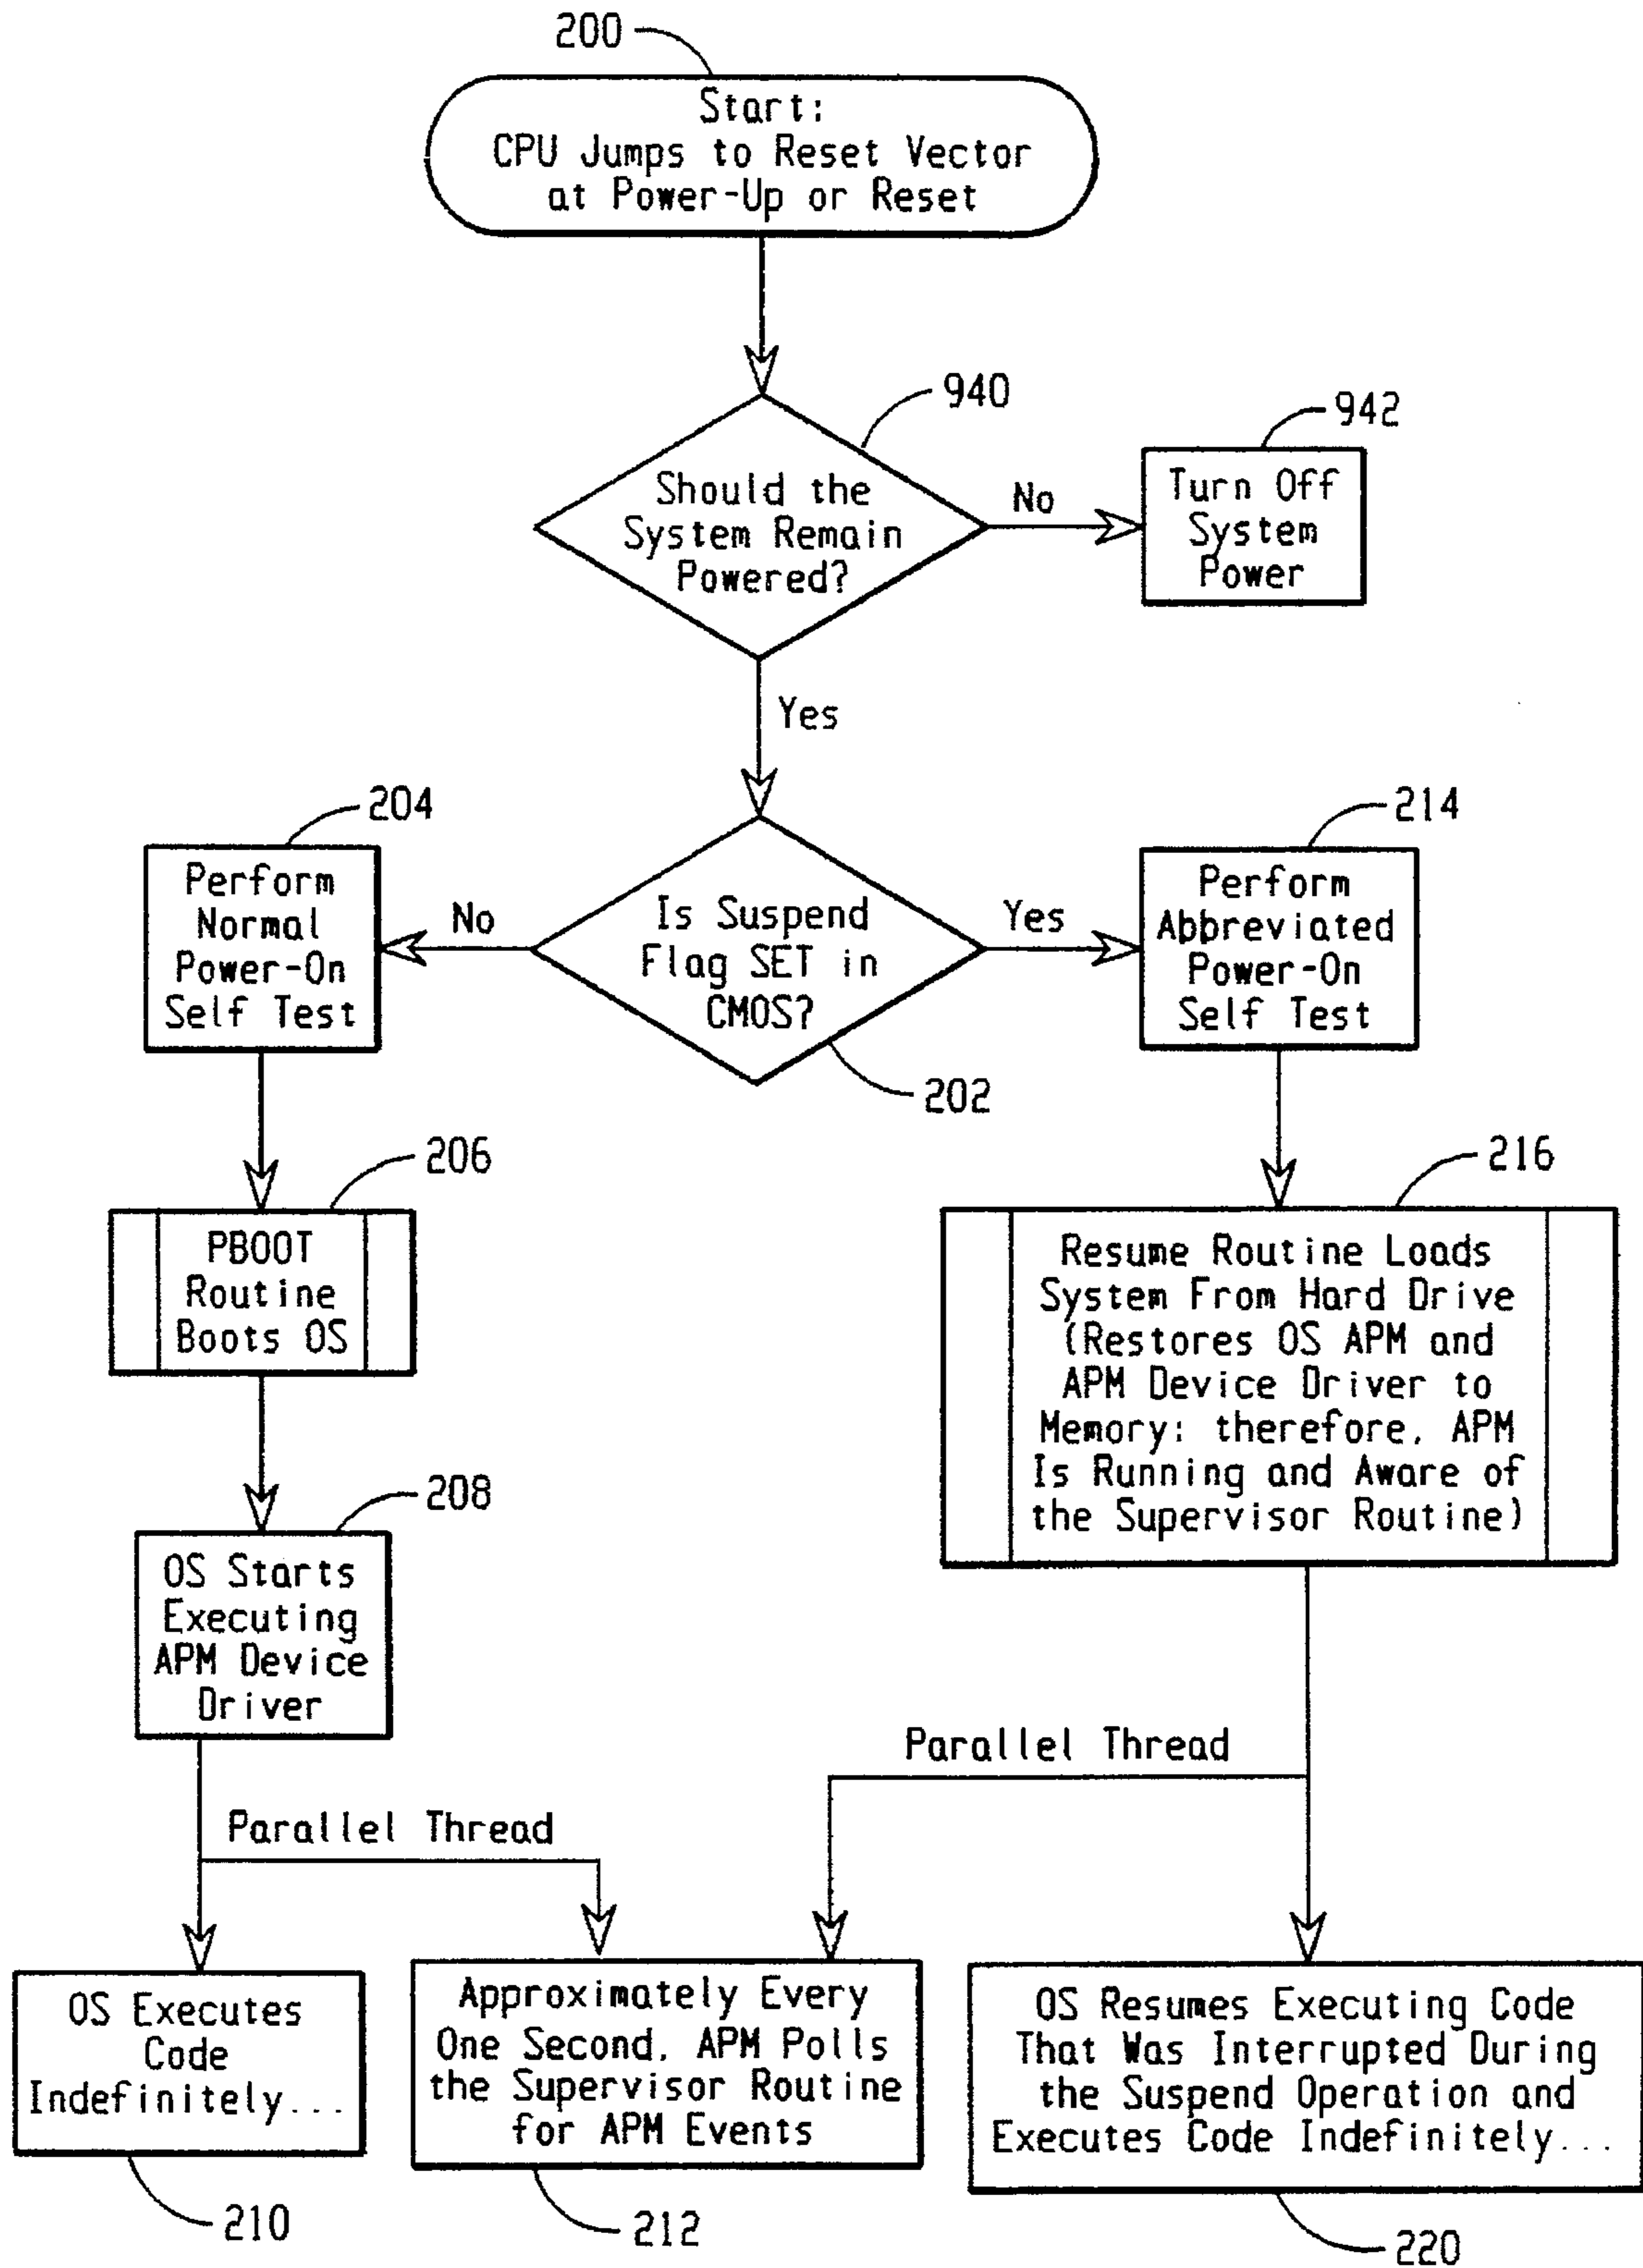 200
Start:
CPU Jumps to Reset Vector
at Power-Up or Reset
940
Should the
System Remain
Powered?
No
942
Turn Off
System
Power
Yes
204
Perform
Normal
Power-On
Self Test
No
Is Suspend
Flag SET in
CMOS?
202
Yes
214
Perform
Abbreviated
Power-On
Self Test
206
PBOOT
Routine
Boots OS
216
Resume Routine Loads
System From Hard Drive
(Restores OS APM and
APM Device Driver to
Memory; therefore, APM
Is Running and Aware of
the Supervisor Routine)
208
OS Starts
Executing
APM Device
Driver
Parallel Thread
Parallel Thread
OS Executes
Code
Indefinitely...
210
Approximately Every
One Second, APM Polls
the Supervisor Routine
for APM Events
212
OS Resumes Executing Code
That Was Interrupted During
the Suspend Operation and
Executes Code Indefinitely...
220